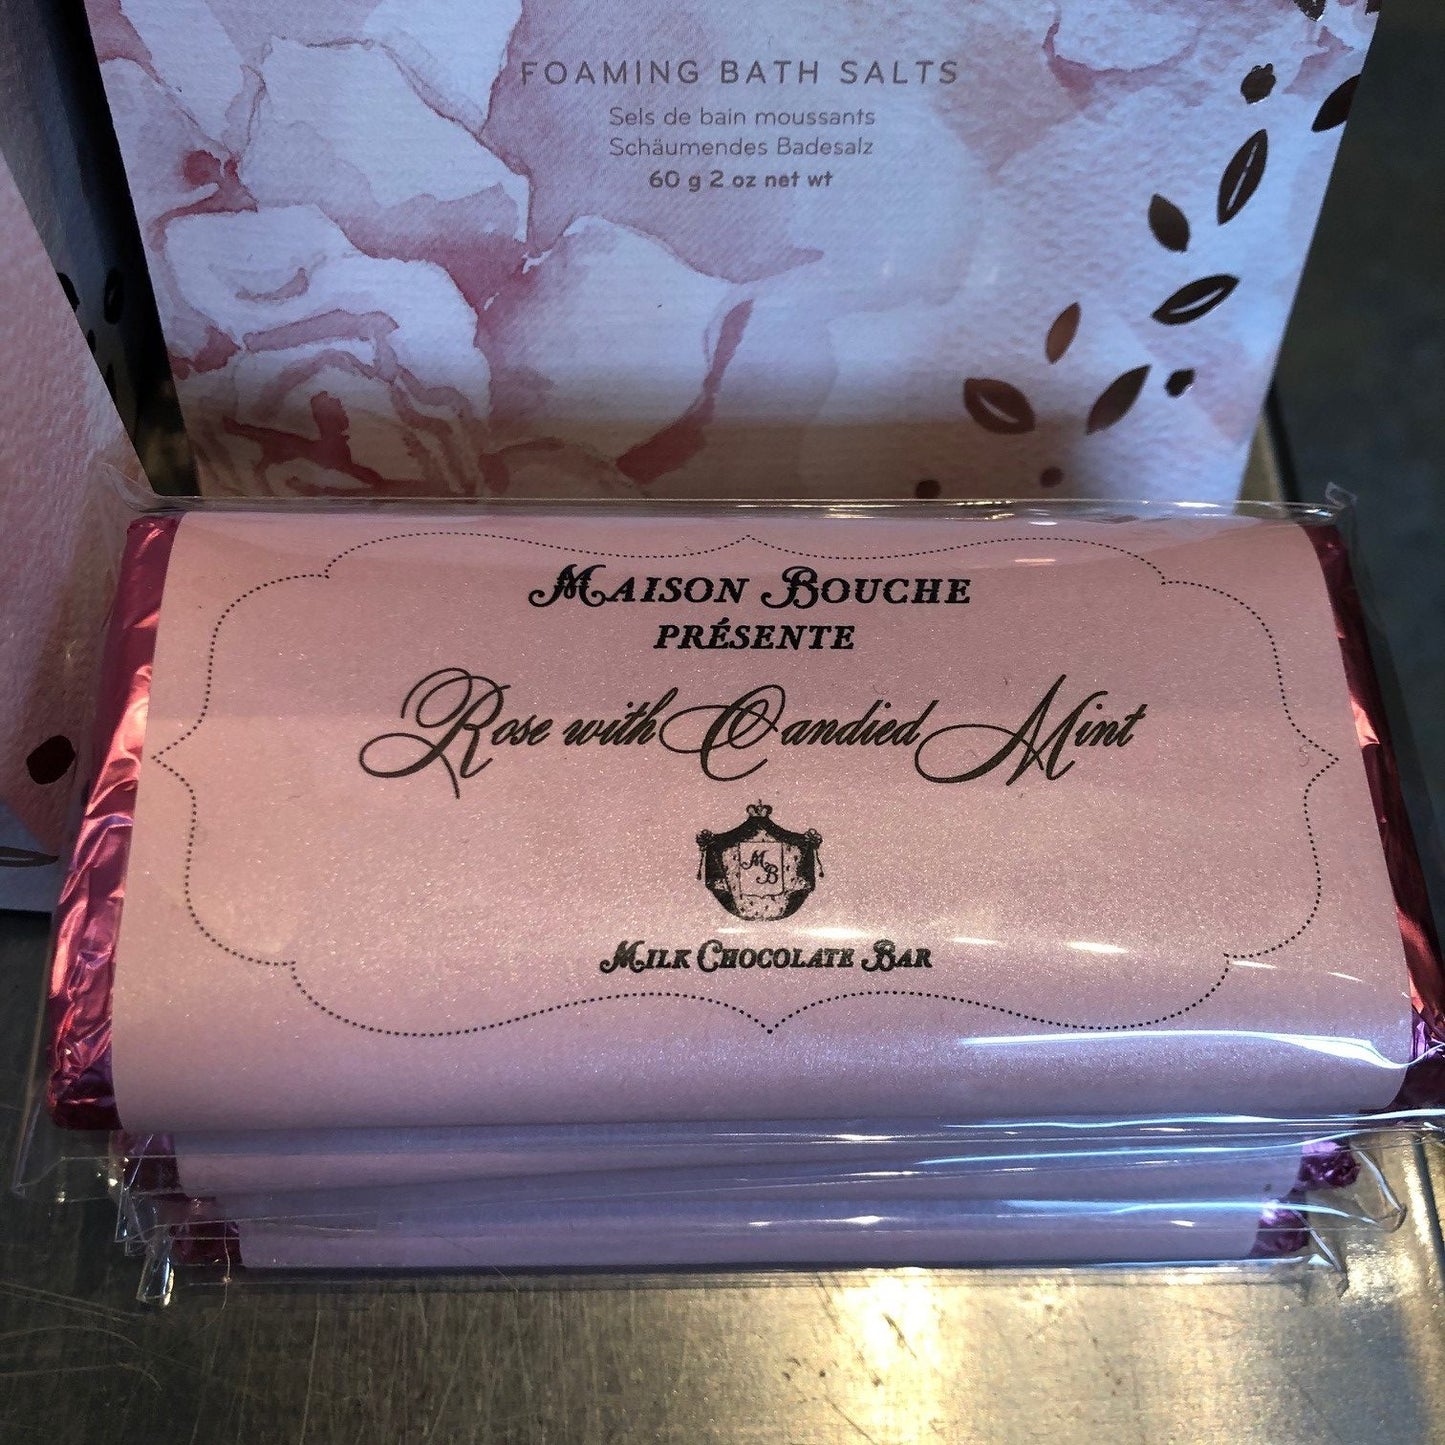 FOAMING BATH SALTS
Sels de bain moussants
Schäumendes Badesalz
60 g 2 oz net wt
MAISON BOUCHE
PRÉSENTE
Rose with Candied Mint
M
B
MILK CHOCOLATE BAR